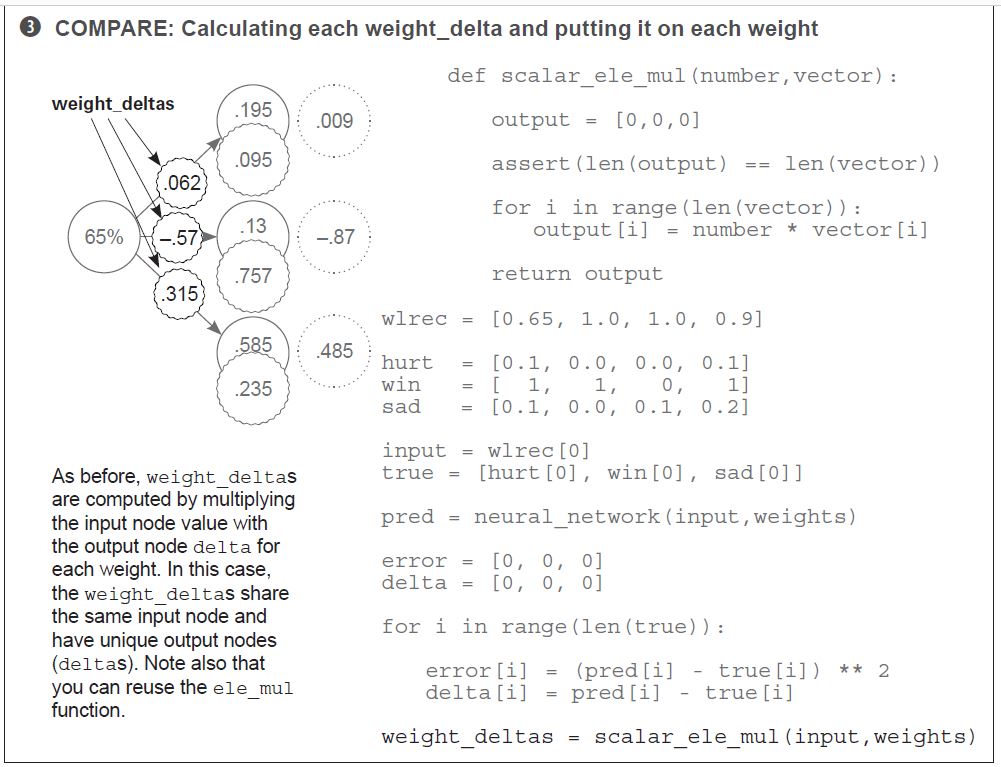 3 COMPARE: Calculating each weight_delta and putting it on each weight
weight_deltas
.195
.009
.095
.062
65%
–.57
.13
–.87
.757
.315
.585
.485
.235
As before, weight_deltas
are computed by multiplying
the input node value with
the output node delta for
each weight. In this case,
the weight_deltas share
the same input node and
have unique output nodes
(deltas). Note also that
you can reuse the ele_mul
function.
def scalar_ele_mul(number,vector):
output = [0,0,0]
assert(len(output) == len(vector))
for i in range(len(vector)):
output[i] = number * vector[i]
return output
wlrec = [0.65, 1.0, 1.0, 0.9]
hurt = [0.1, 0.0, 0.0, 0.1]
win = [ 1, 1, 0, 1]
sad = [0.1, 0.0, 0.1, 0.2]
input = wlrec[0]
true = [hurt[0], win[0], sad[0]]
pred = neural_network(input,weights)
error = [0, 0, 0]
delta = [0, 0, 0]
for i in range(len(true)):
error[i] = (pred[i] - true[i]) ** 2
delta[i] = pred[i] - true[i]
weight_deltas = scalar_ele_mul(input,weights)